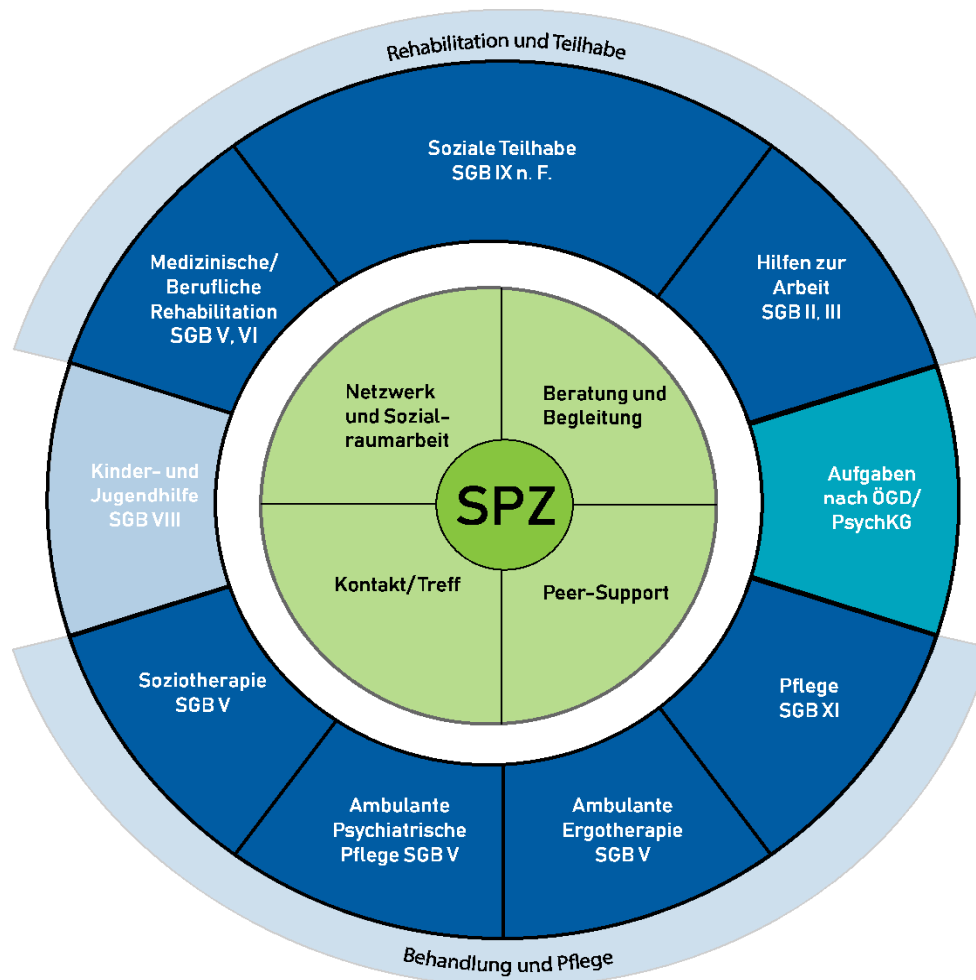 Rehabilitation und Teilhabe
Soziale Teilhabe
SGB IX n. F.
Medizinische/
Berufliche
Rehabilitation
SGB V, VI
Hilfen zur
Arbeit
SGB II, III
Netzwerk
und Sozial-
raumarbeit
Beratung und
Begleitung
Kinder- und
Jugendhilfe
SGB VIII
SPZ
Aufgaben
nach ÖGD/
PsychKG
Kontakt/Treff
Peer-Support
Soziotherapie
SGB V
Pflege
SGB XI
Ambulante
Psychiatrische
Pflege SGB V
Ambulante
Ergotherapie
SGB V
Behandlung und Pflege